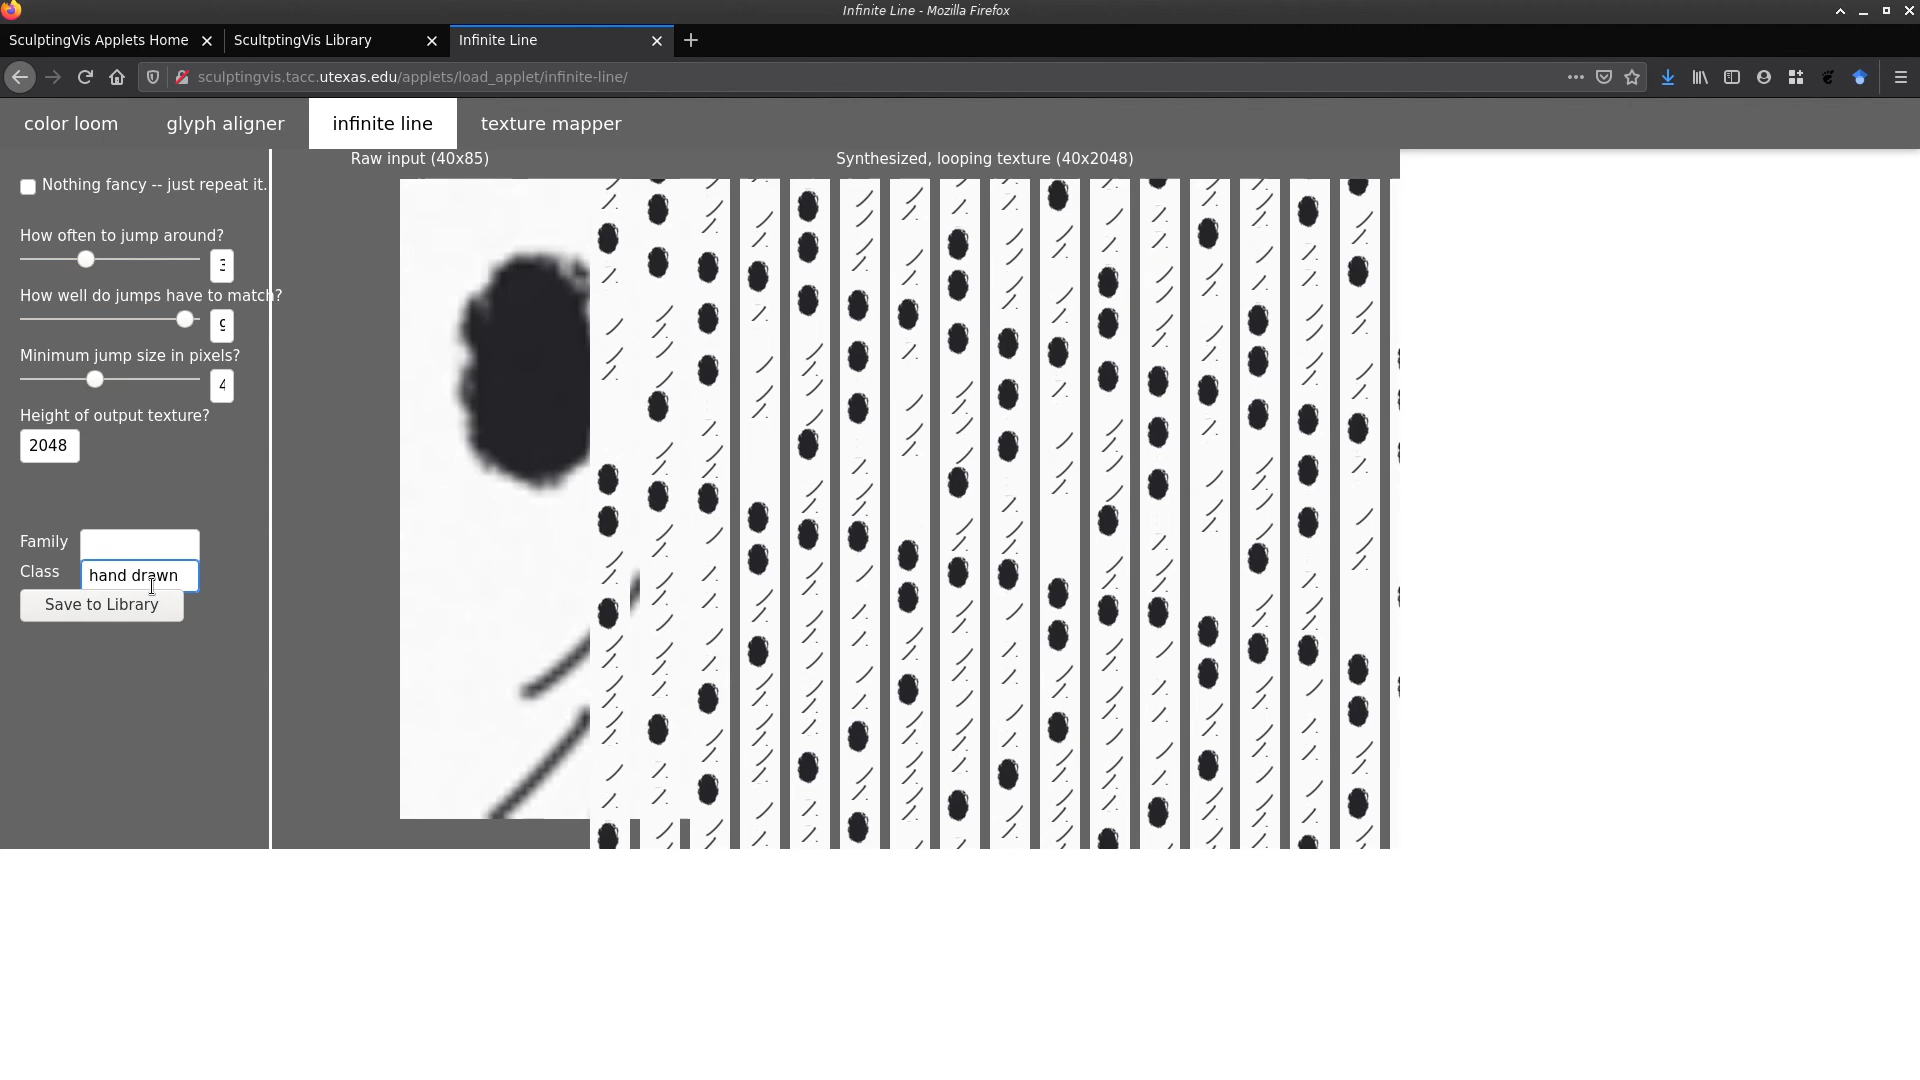 Infinite Line - Mozilla Firefox
SculptingVis Applets Home
ScultptingVis Library
Infinite Line
sculptingvis.tacc.utexas.edu/applets/load_applet/infinite-line/
color loom
glyph aligner
infinite line
texture mapper
Raw input (40x85)
Synthesized, looping texture (40x2048)
Nothing fancy -- just repeat it.
How often to jump around?
How well do jumps have to match?
Minimum jump size in pixels?
Height of output texture?
2048
Family
Class
hand drawn
Save to Library